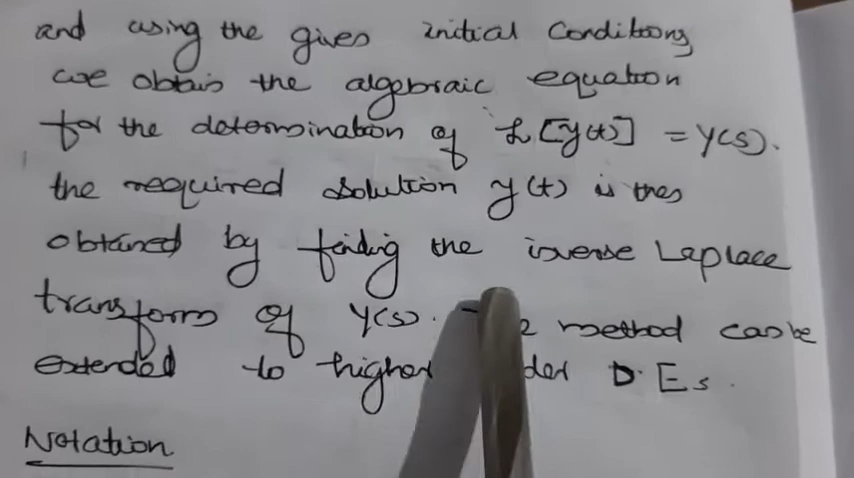 and using the given initial conditions
we obtain the algebraic equation
for the determination of L[y(t)] = y(s).
the required solution y(t) is then
obtained by finding the inverse Laplace
transform of y(s). method can be
extended to higher D.Es.
Notation